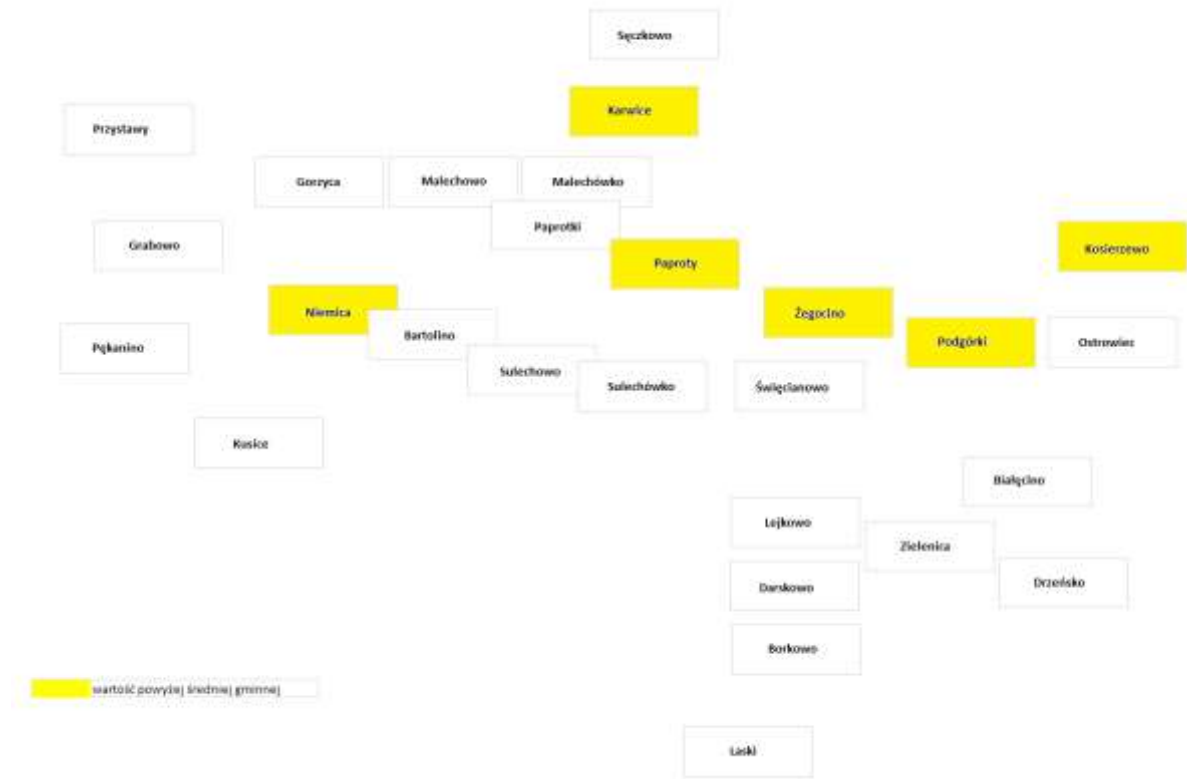 Sęczkowo
Karwice
Przystawy
Gorzyca
Malechowo
Malechówko
Paprotki
Grabowo
Paproty
Kosierzewo
Niemica
Żegocino
Bartolino
Podgórki
Ostrowiec
Pękanino
Sulechowo
Sulechówko
Święcianowo
Kusice
Białęcino
Lejkowo
Zielenica
Drzeńsko
Darskowo
Borkowo
wartość powyżej średniej gminnej
Laski